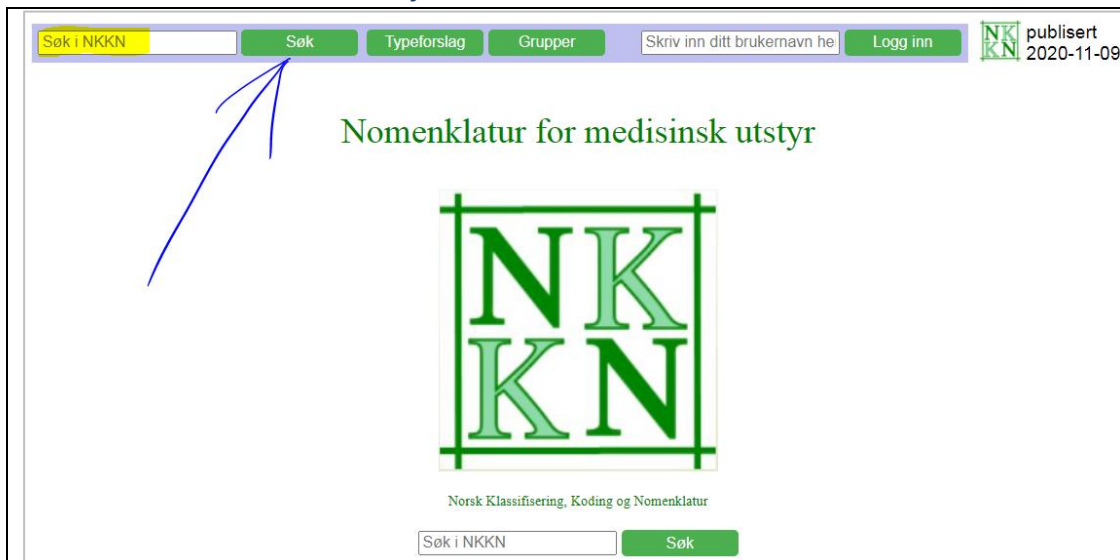 Søk i NKKN Søk Typeforslag Grupper Skriv inn ditt brukernavn he Logg inn NK publisert
KN 2020-11-09
Nomenklatur for medisinsk utstyr
NK
KN
Norsk Klassifisering, Koding og Nomenklatur
Søk i NKKN Søk